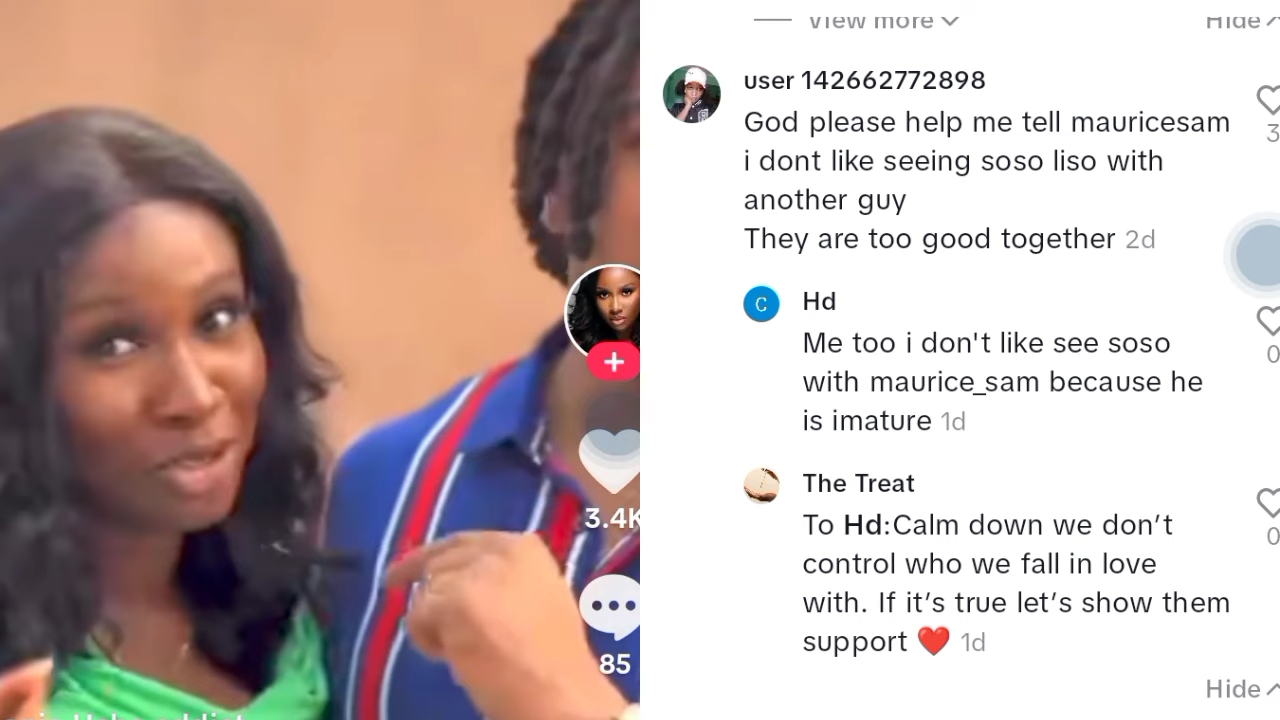 3.4K
85
View more
Hide
user 142662772898
God please help me tell mauricesam
i dont like seeing soso liso with
another guy
They are too good together 2d
3
C
Hd
Me too i don't like see soso
with maurice_sam because he
is imature 1d
0
The Treat
To Hd:Calm down we don’t
control who we fall in love
with. If it’s true let’s show them
support ❤️ 1d
0
Hide